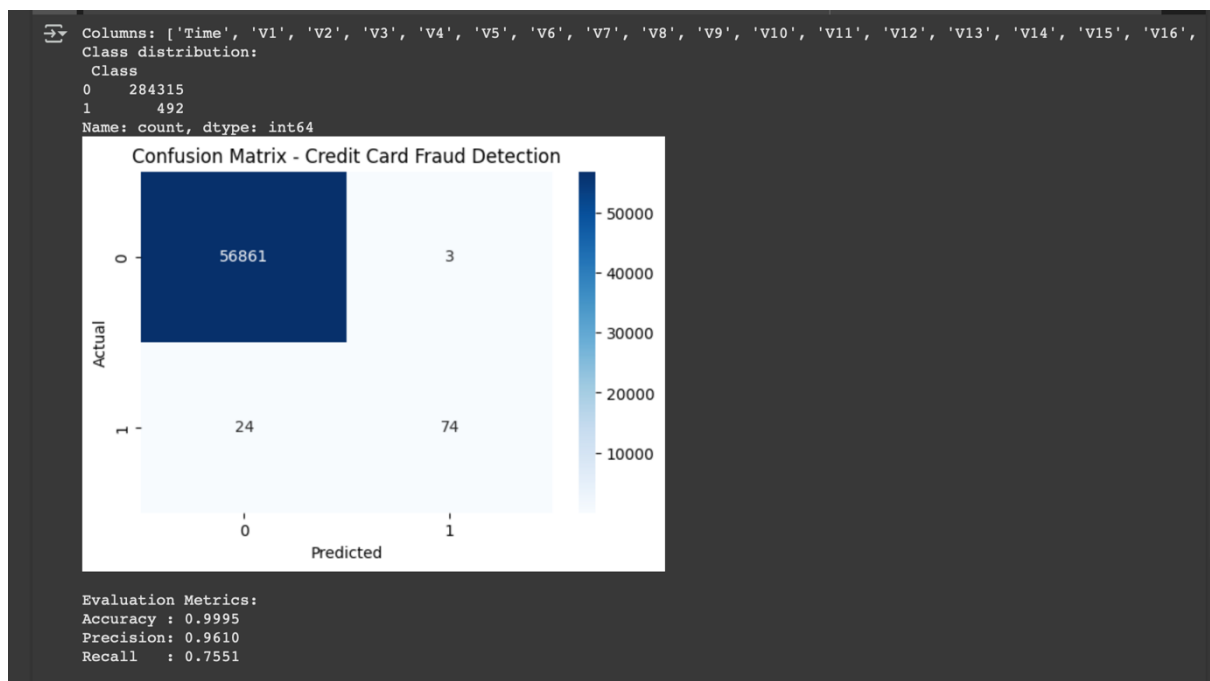 Columns: ['Time', 'V1', 'V2', 'V3', 'V4', 'V5', 'V6', 'V7', 'V8', 'V9', 'V10', 'V11', 'V12', 'V13', 'V14', 'V15', 'V16',
Class distribution:
Class
0 284315
1 492
Name: count, dtype: int64
Confusion Matrix - Credit Card Fraud Detection
50000
0 56861 3
40000
30000
Actual
20000
1 24 74
10000
0 1
Predicted
Evaluation Metrics:
Accuracy : 0.9995
Precision: 0.9610
Recall : 0.7551